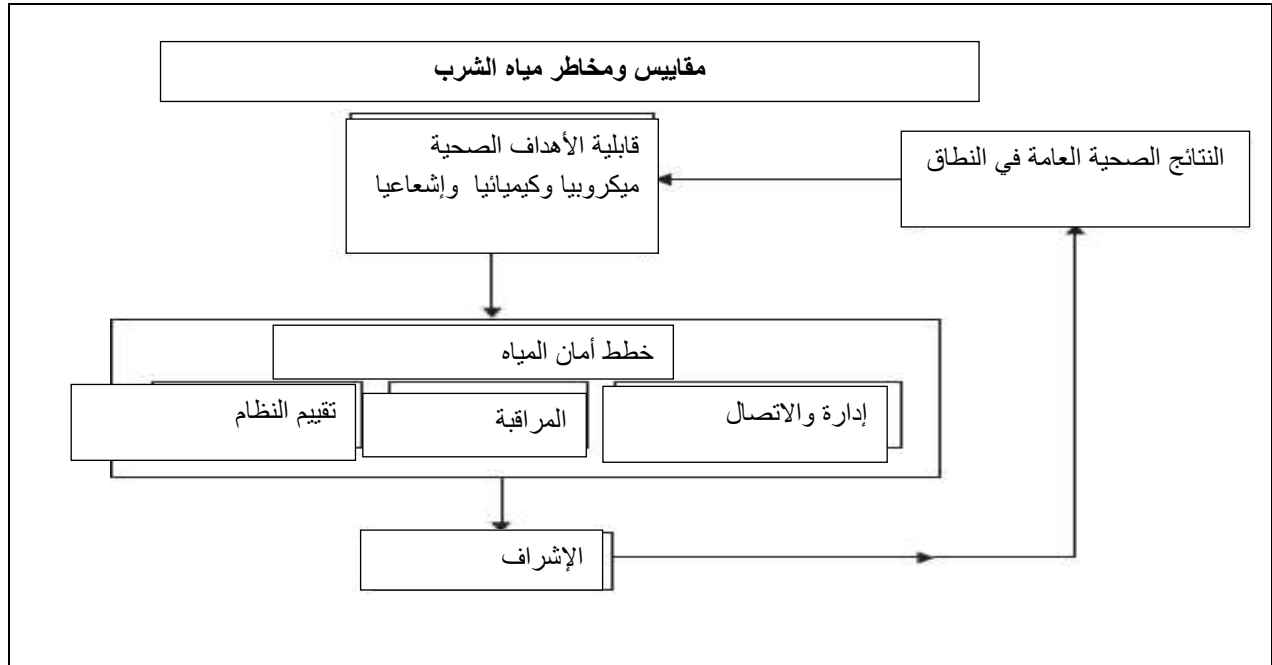 مقاييس ومخاطر مياه الشرب
قابلية الأهداف الصحية
ميكروبيا وكيميائيا وإشعاعيا
النتائج الصحية العامة في النطاق
خطط أمان المياه
إدارة والاتصال
المراقبة
تقييم النظام
الإشراف